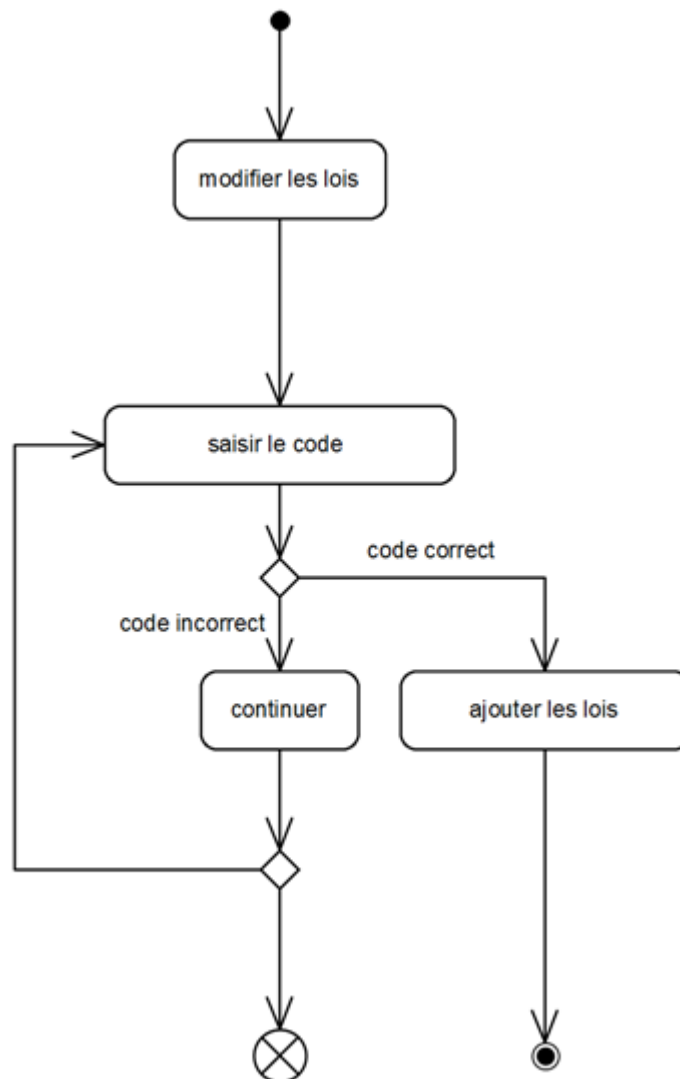 modifier les lois
saisir le code
code correct
code incorrect
continuer
ajouter les lois